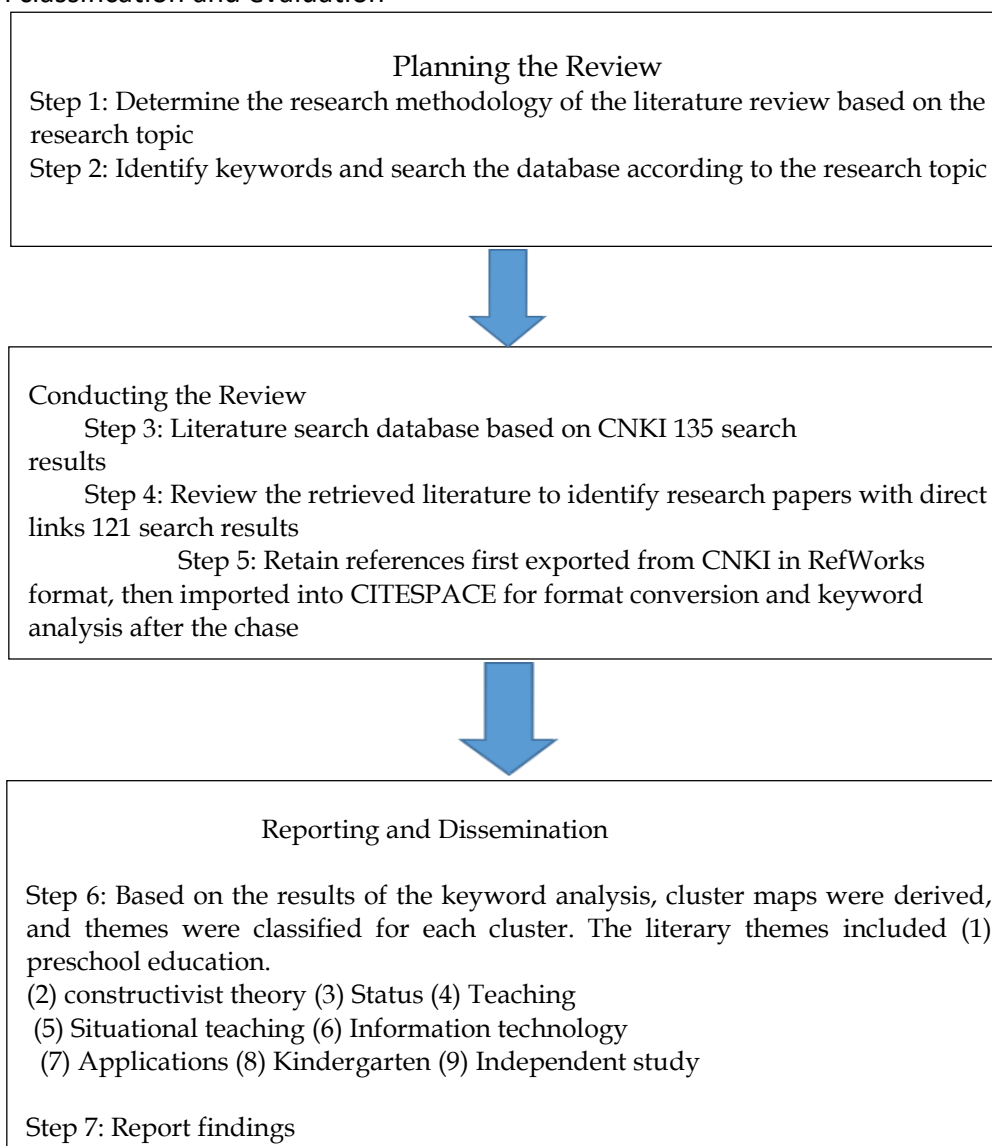 classification and evaluation
Planning the Review
Step 1: Determine the research methodology of the literature review based on the
research topic
Step 2: Identify keywords and search the database according to the research topic
Conducting the Review
Step 3: Literature search database based on CNKI 135 search
results
Step 4: Review the retrieved literature to identify research papers with direct
links 121 search results
Step 5: Retain references first exported from CNKI in RefWorks
format, then imported into CITESPACE for format conversion and keyword
analysis after the chase
Reporting and Dissemination
Step 6: Based on the results of the keyword analysis, cluster maps were derived,
and themes were classified for each cluster. The literary themes included (1)
preschool education.
(2) constructivist theory (3) Status (4) Teaching
(5) Situational teaching (6) Information technology
(7) Applications (8) Kindergarten (9) Independent study
Step 7: Report findings